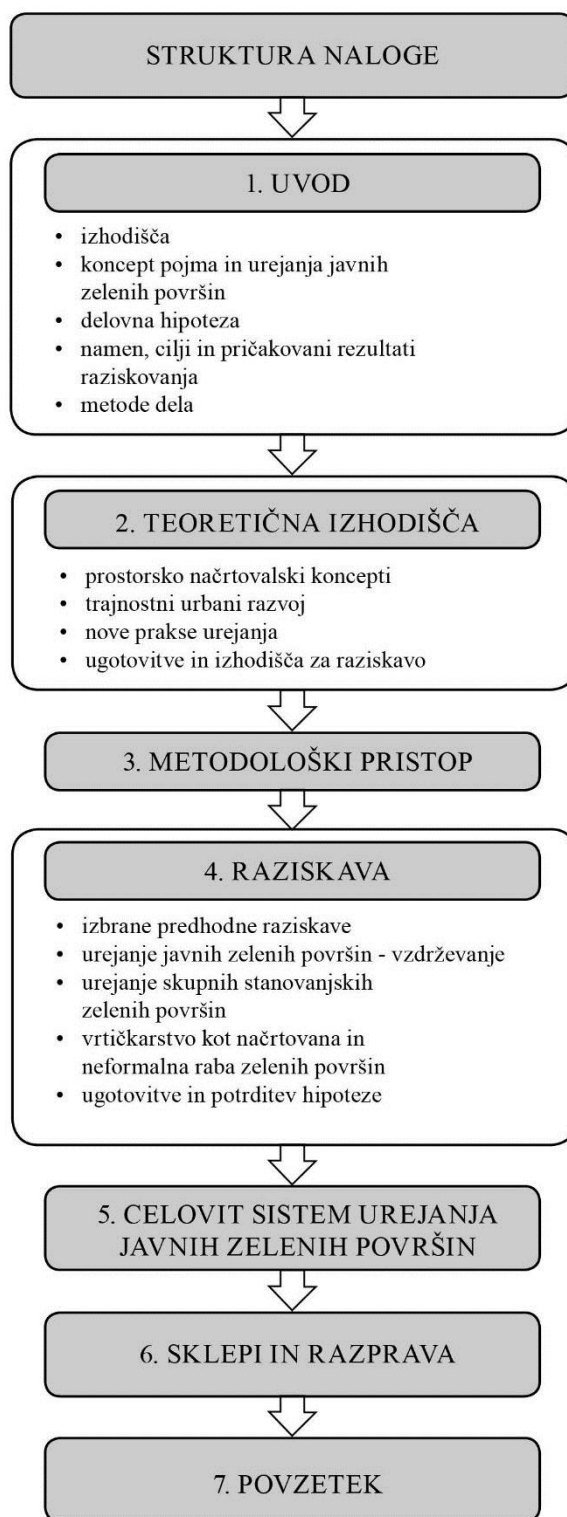 STRUKTURA NALOGE
1. UVOD
• izhodišča
• koncept pojma in urejanja javnih
zelenih površin
• delovna hipoteza
• namen, cilji in pričakovani rezultati
raziskovanja
• metode dela
2. TEORETIČNA IZHODIŠČA
• prostorsko načrtovalski koncepti
• trajnostni urbani razvoj
• nove prakse urejanja
• ugotovitve in izhodišča za raziskavo
3. METODOLOŠKI PRISTOP
4. RAZISKAVA
• izbrane predhodne raziskave
• urejanje javnih zelenih površin - vzdrževanje
• urejanje skupnih stanovanjskih
zelenih površin
• vrtičkarstvo kot načrtovana in
neformalna raba zelenih površin
• ugotovitve in potrditev hipoteze
5. CELOVIT SISTEM UREJANJA
JAVNIH ZELENIH POVRŠIN
6. SKLEPI IN RAZPRAVA
7. POVZETEK